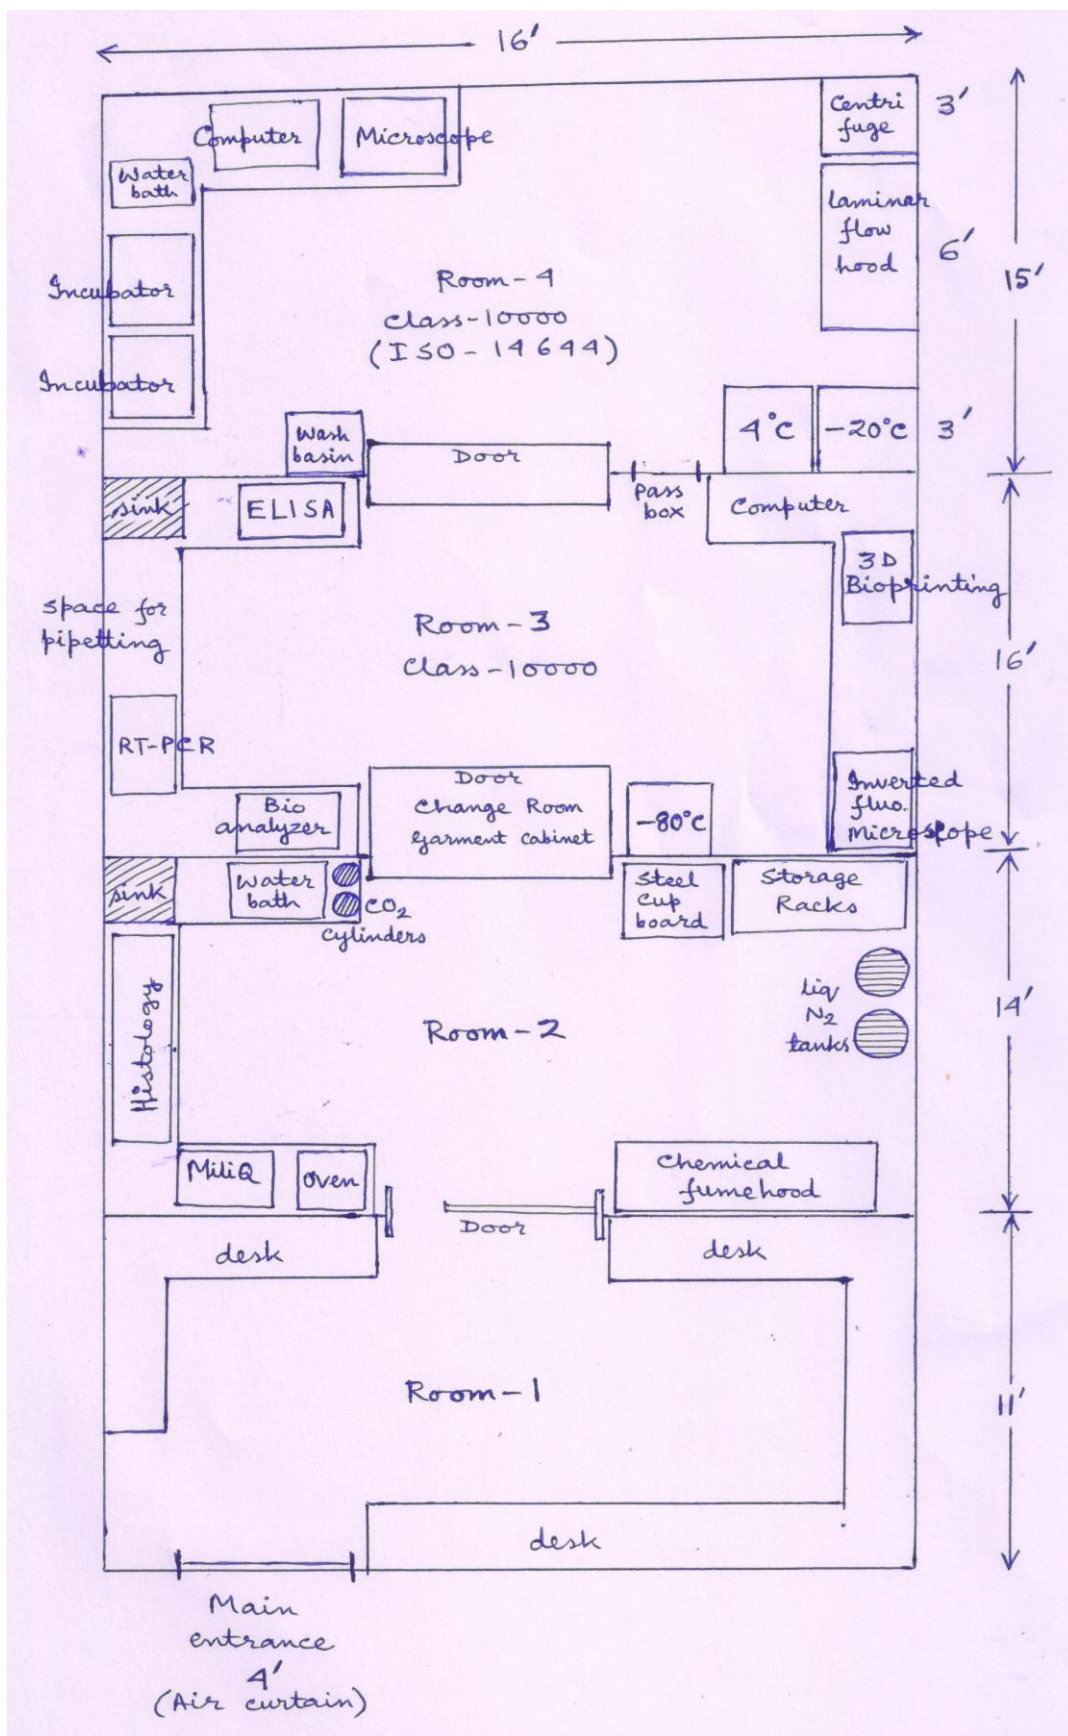 16'
Centri
fuge
3'
Computer
Microscope
Water
bath
Laminar
flow
hood
6'
15'
Room-4
Class-10000
(ISO-14644)
Incubator
Incubator
4°C
-20°C
3'
Wash
basin
Door
Pass
box
Computer
sink
ELISA
3D
Bioprinting
space for
pipetting
Room-3
Class-10000
16'
RT-PCR
Door
Change Room
Garment Cabinet
Bio
analyzer
-80°C
Inverted
fluo.
Microscope
sink
Water
bath
CO2
cylinders
Steel
Cup
board
Storage
Racks
Histology
Liq
N2
tanks
14'
Room-2
MiliQ
Oven
Chemical
fumehood
Door
desk
desk
Room-1
11'
desk
Main
entrance
4'
(Air curtain)